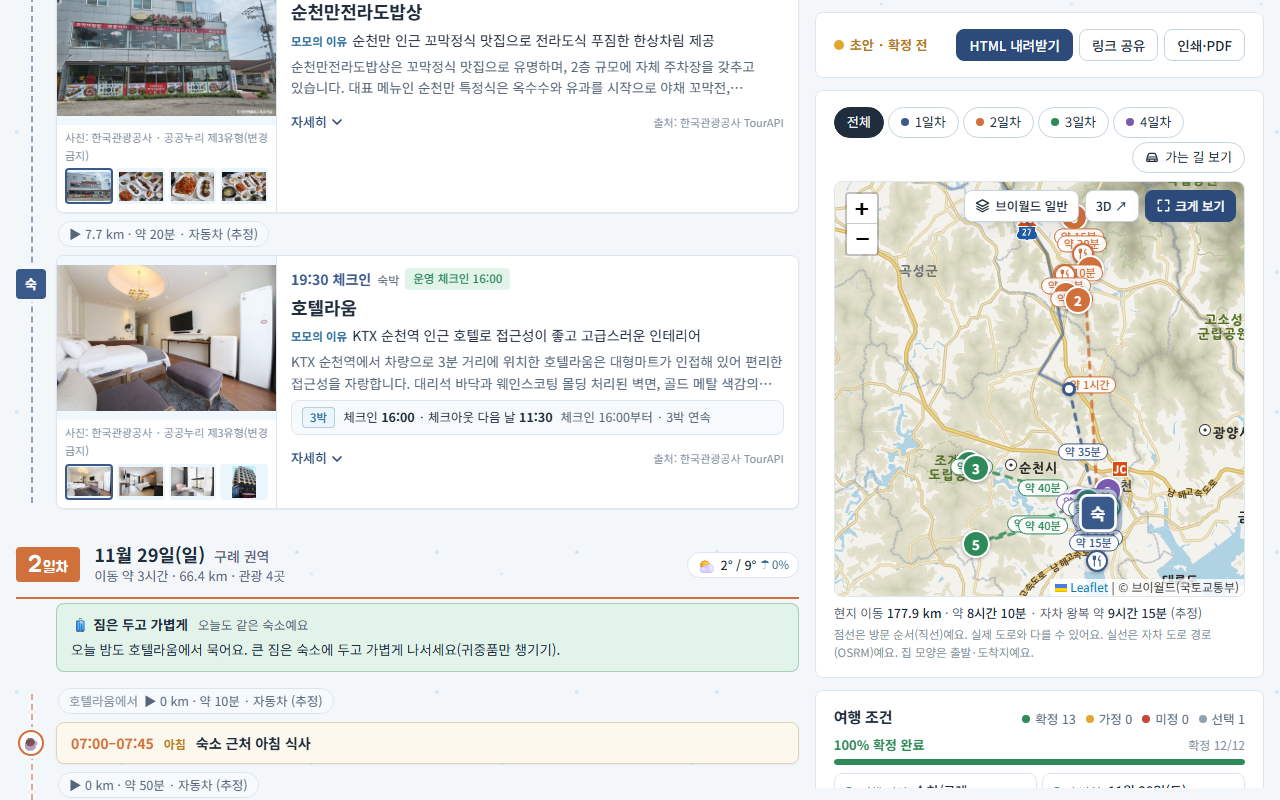 순천만전라도밥상
모모의 이유 순천만 인근 꼬막정식 맛집으로 전라도식 푸짐한 한상차림 제공
순천만전라도밥상은 꼬막정식 맛집으로 유명하며, 2층 규모에 자체 주차장을 갖추고
있습니다. 대표 메뉴인 순천만 특정식은 옥수수와 유과를 시작으로 야채 꼬막전,…
자세히
출처: 한국관광공사 TourAPI
사진: 한국관광공사 · 공공누리 제3유형(변경
금지)
▶ 7.7 km · 약 20분 · 자동차 (추정)
숙
19:30 체크인 숙박 운영 체크인 16:00
호텔라움
모모의 이유 KTX 순천역 인근 호텔로 접근성이 좋고 고급스러운 인테리어
KTX 순천역에서 차량으로 3분 거리에 위치한 호텔라움은 대형마트가 인접해 있어 편리한
접근성을 자랑합니다. 대리석 바닥과 웨인스코팅 몰딩 처리된 벽면, 골드 메탈 색감의…
3박 체크인 16:00 · 체크아웃 다음 날 11:30 체크인 16:00부터 · 3박 연속
자세히
출처: 한국관광공사 TourAPI
사진: 한국관광공사 · 공공누리 제3유형(변경
금지)
2일차
11월 29일(일) 구례 권역
이동 약 3시간 · 66.4 km · 관광 4곳
2° / 9° ☂ 0%
짐은 두고 가볍게 오늘도 같은 숙소예요
오늘 밤도 호텔라움에서 묵어요. 큰 짐은 숙소에 두고 가볍게 나서세요(귀중품만 챙기기).
호텔라움에서 ▶ 0 km · 약 10분 · 자동차 (추정)
07:00–07:45 아침 숙소 근처 아침 식사
▶ 0 km · 약 50분 · 자동차 (추정)
초안 · 확정 전
HTML 내려받기
링크 공유
인쇄·PDF
전체
1일차
2일차
3일차
4일차
가는 길 보기
+
−
브이월드 일반
3D ↗
크게 보기
27
곡성군
2
약 1시간
광양
약 35분
3
순천시
JC
약 40분
숙
약 40분
5
약 15분
남해고속도로
Leaflet | © 브이월드(국토교통부)
현지 이동 177.9 km · 약 8시간 10분 · 자차 왕복 약 9시간 15분 (추정)
점선은 방문 순서(직선)예요. 실제 도로와 다를 수 있어요. 실선은 자차 도로 경로
(OSRM)예요. 집 모양은 출발·도착지예요.
여행 조건
확정 13
가정 0
미정 0
선택 1
100% 확정 완료
확정 12/12